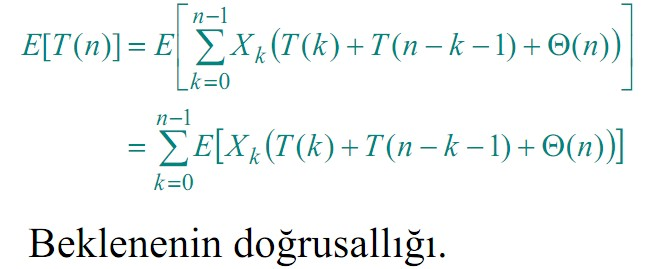 E[T(n)] = E[∑_{k=0}^{n−1} X_k (T(k) + T(n − k − 1) + Θ(n))]
= ∑_{k=0}^{n−1} E[X_k (T(k) + T(n − k − 1) + Θ(n))]
Beklenenin doğrusallığı.